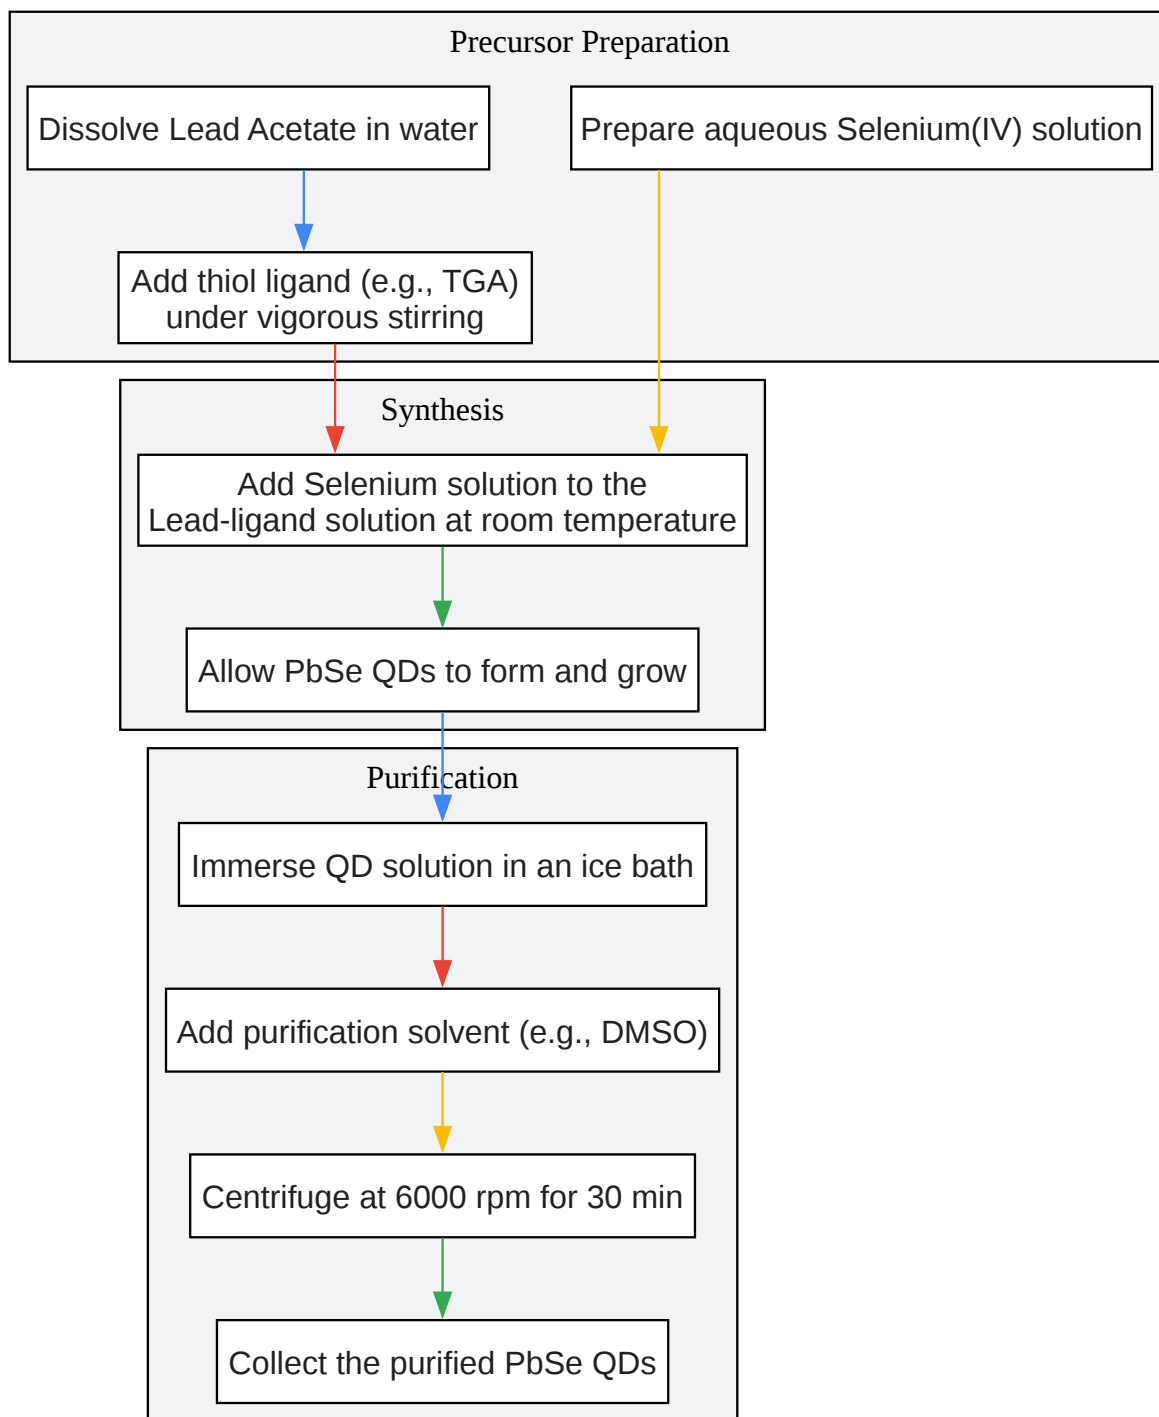 Precursor Preparation
Dissolve Lead Acetate in water
Prepare aqueous Selenium(IV) solution
Add thiol ligand (e.g., TGA)
under vigorous stirring
Synthesis
Add Selenium solution to the
Lead-ligand solution at room temperature
Allow PbSe QDs to form and grow
Purification
Immerse QD solution in an ice bath
Add purification solvent (e.g., DMSO)
Centrifuge at 6000 rpm for 30 min
Collect the purified PbSe QDs